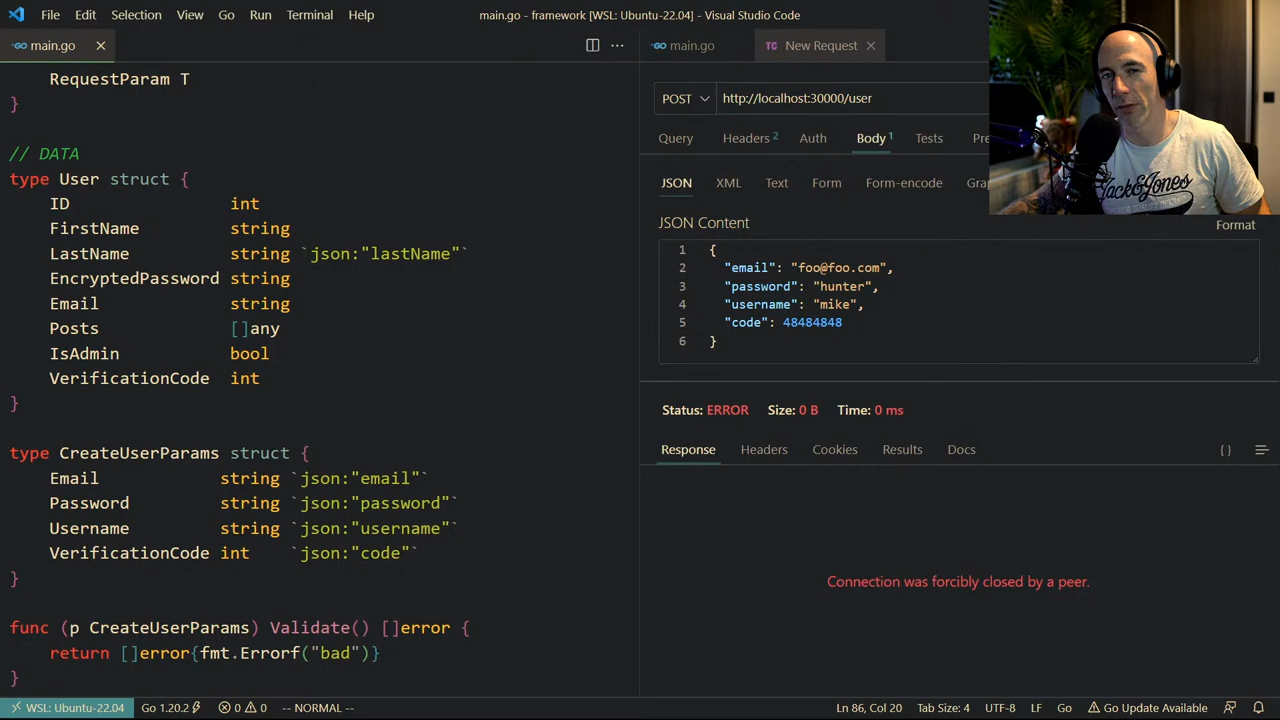 File Edit Selection View Go Run Terminal Help
main.go - framework [WSL: Ubuntu-22.04] - Visual Studio Code
main.go
RequestParam T
}
// DATA
type User struct {
ID int
FirstName string
LastName string `json:"lastName"`
EncryptedPassword string
Email string
Posts []any
IsAdmin bool
VerificationCode int
}
type CreateUserParams struct {
Email string `json:"email"`
Password string `json:"password"`
Username string `json:"username"`
VerificationCode int `json:"code"`
}
func (p CreateUserParams) Validate() []error {
return []error{fmt.Errorf("bad")}
}
main.go
TC New Request
POST http://localhost:30000/user
Query Headers 2 Auth Body 1 Tests Pre
JSON XML Text Form Form-encode Gra
JSON Content
Format
1 {
2 "email": "foo@foo.com",
3 "password": "hunter",
4 "username": "mike",
5 "code": 48484848
6 }
Status: ERROR Size: 0 B Time: 0 ms
Response Headers Cookies Results Docs { }
Connection was forcibly closed by a peer.
Jack&Jones
WSL: Ubuntu-22.04 Go 1.20.2 0 0 -- NORMAL -- Ln 86, Col 20 Tab Size: 4 UTF-8 LF Go Go Update Available